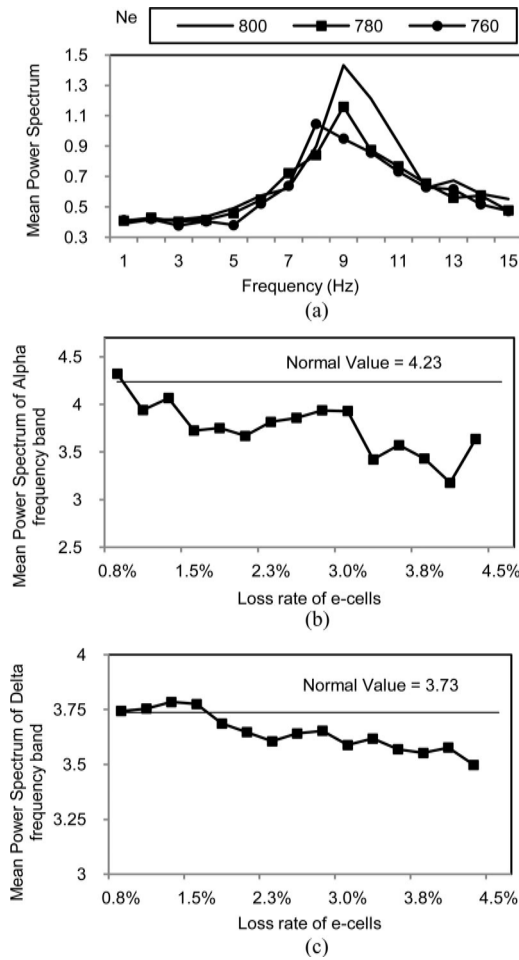 (a)
Ne
800 780 760
1.5
1.3
1.1
0.9
0.7
0.5
0.3
Mean Power Spectrum
1 3 5 7 9 11 13 15
Frequency (Hz)
(a)
4.5
4
3.5
3
2.5
Mean Power Spectrum of Alpha
frequency band
Normal Value = 4.23
0.8% 1.5% 2.3% 3.0% 3.8% 4.5%
Loss rate of e-cells
(b)
4
3.75
3.5
3.25
3
Mean Power Spectrum of Delta
frequency band
Normal Value = 3.73
0.8% 1.5% 2.3% 3.0% 3.8% 4.5%
Loss rate of e-cells
(c)